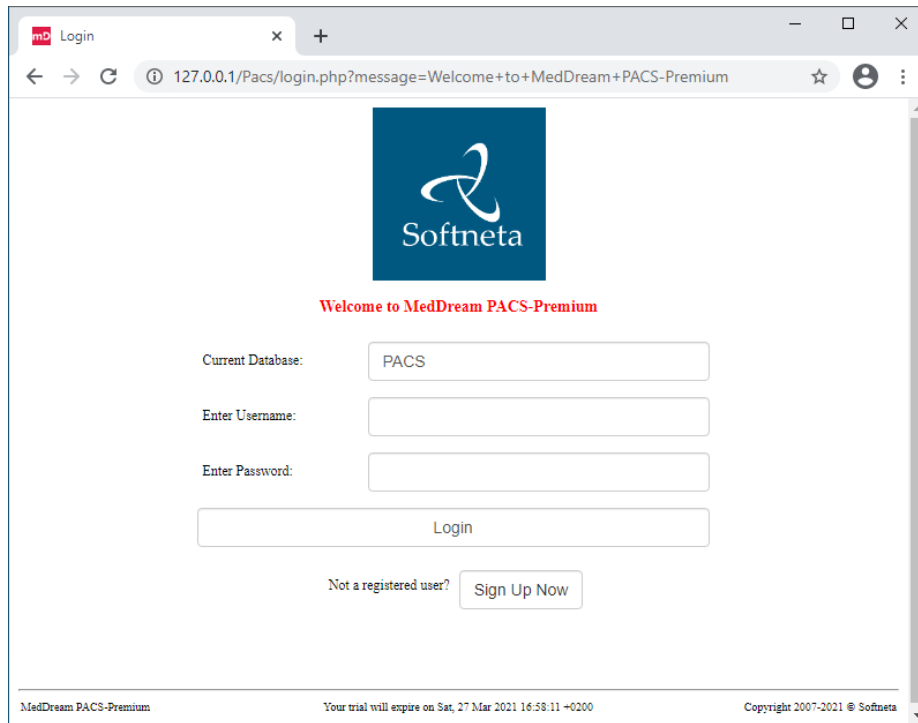 mD Login
127.0.0.1/Pacs/login.php?message=Welcome+to+MedDream+PACS-Premium
Softneta
Welcome to MedDream PACS-Premium
Current Database: PACS
Enter Username:
Enter Password:
Login
Not a registered user? Sign Up Now
MedDream PACS-Premium Your trial will expire on Sat, 27 Mar 2021 16:58:11 +0200 Copyright 2007-2021 © Softneta